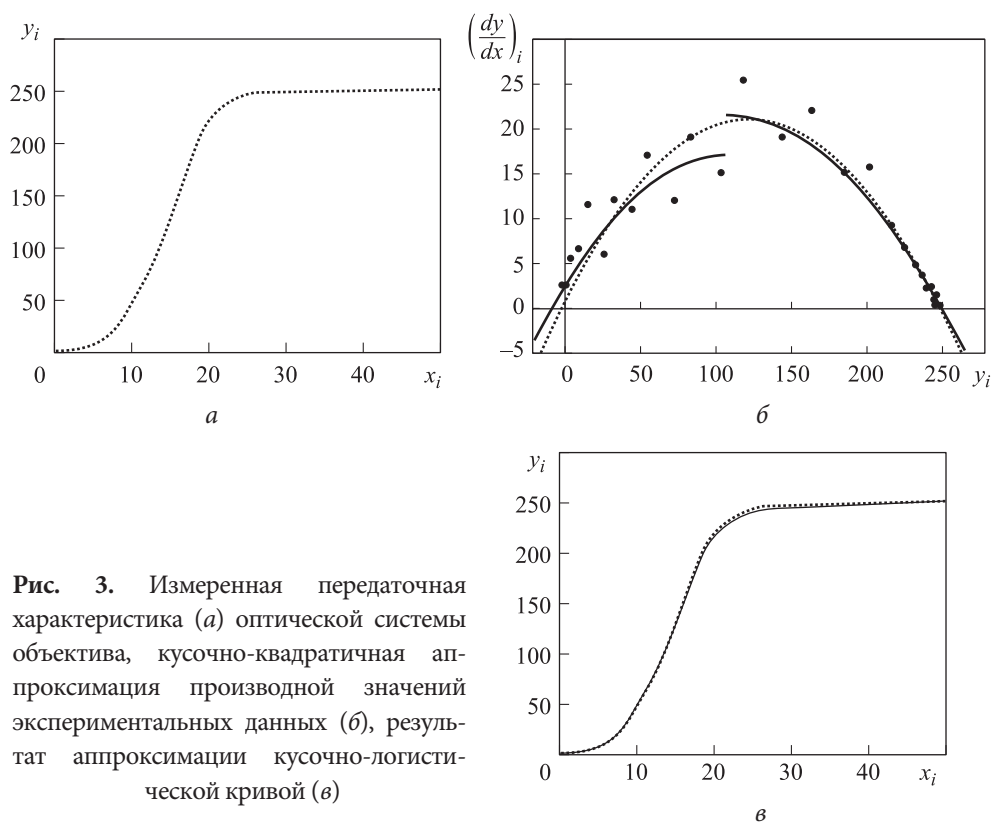 y_i
250
200
150
100
50
0
10
20
30
40
x_i
а
(dy/dx)_i
25
20
15
10
5
0
–5
0
50
100
150
200
250
y_i
б
y_i
250
200
150
100
50
0
10
20
30
40
x_i
в
Рис. 3. Измеренная передаточная
характеристика (а) оптической системы
объектива, кусочно-квадратичная ап-
проксимация производной значений
экспериментальных данных (б), резуль-
тат аппроксимации кусочно-логисти-
ческой кривой (в)